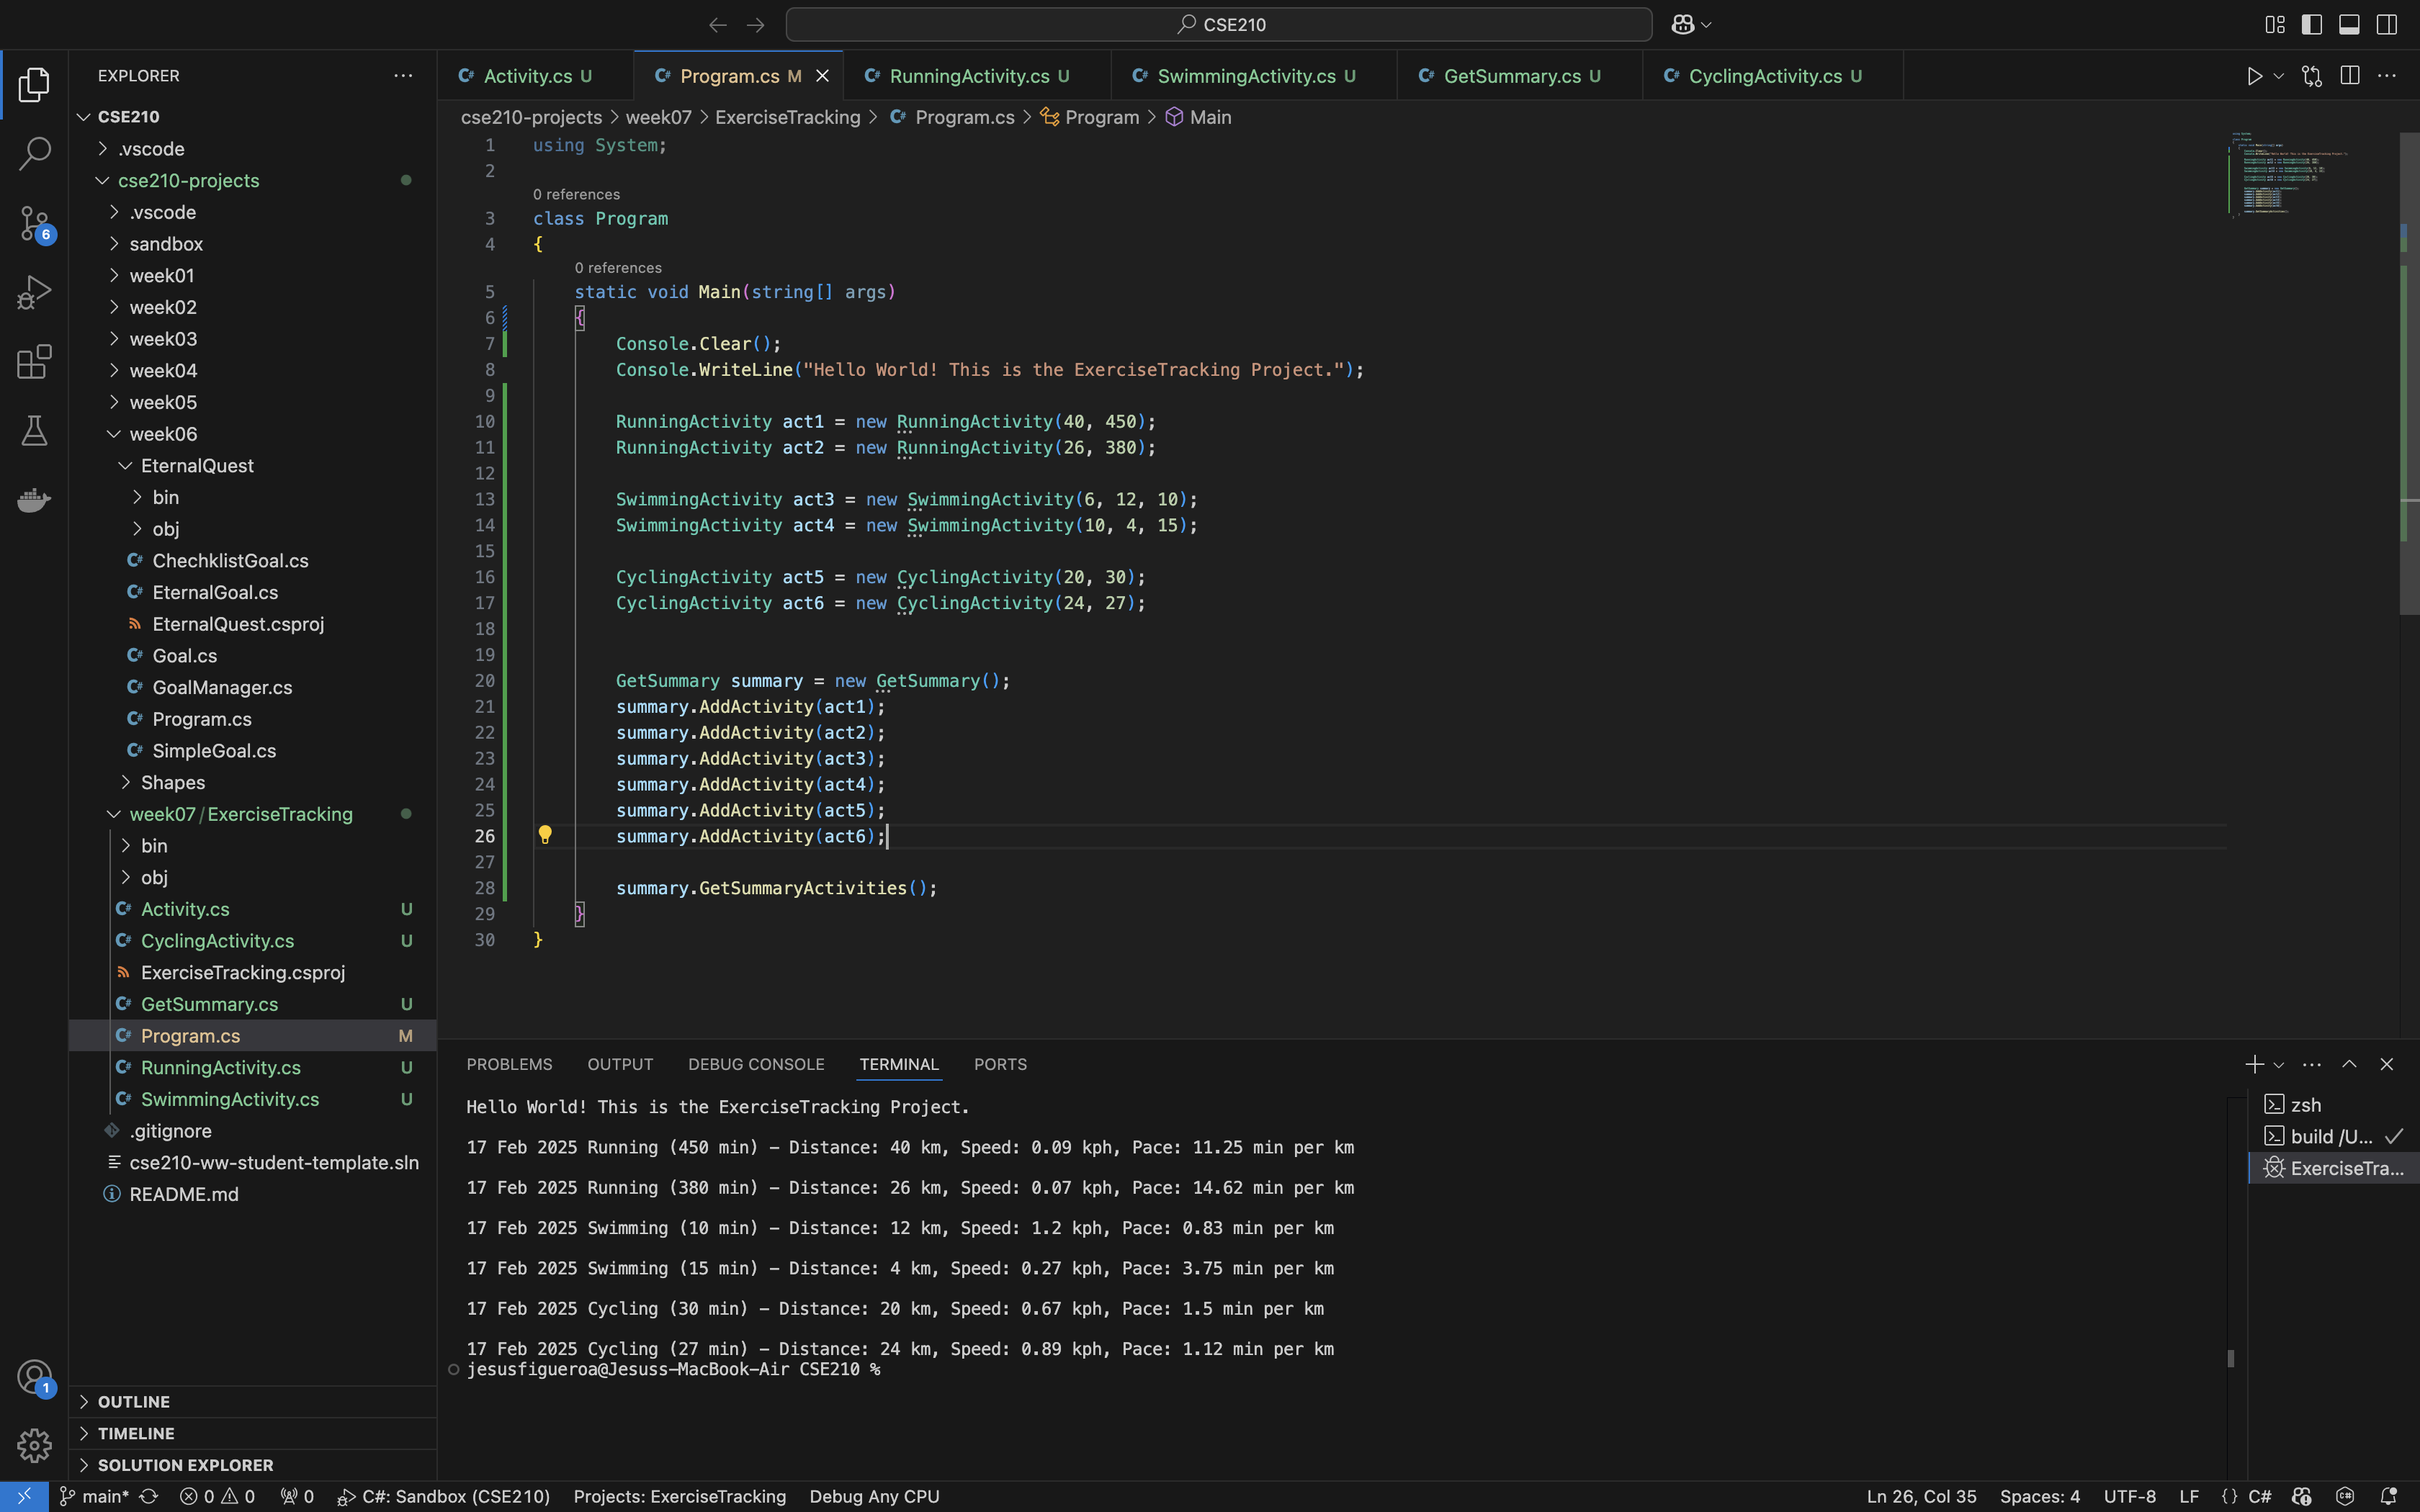 CSE210
EXPLORER
CSE210
.vscode
cse210-projects
.vscode
sandbox
week01
week02
week03
week04
week05
week06
EternalQuest
bin
obj
ChechklistGoal.cs
EternalGoal.cs
EternalQuest.csproj
Goal.cs
GoalManager.cs
Program.cs
SimpleGoal.cs
Shapes
week07/ExerciseTracking
bin
obj
Activity.cs U
CyclingActivity.cs U
ExerciseTracking.csproj
GetSummary.cs U
Program.cs M
RunningActivity.cs U
SwimmingActivity.cs U
.gitignore
cse210-ww-student-template.sln
README.md
OUTLINE
TIMELINE
SOLUTION EXPLORER
6
1
Activity.cs U Program.cs M RunningActivity.cs U SwimmingActivity.cs U GetSummary.cs U CyclingActivity.cs U
cse210-projects > week07 > ExerciseTracking > Program.cs > Program > Main
1 using System;
2
0 references
3 class Program
4 {
0 references
5 static void Main(string[] args)
6 {
7 Console.Clear();
8 Console.WriteLine("Hello World! This is the ExerciseTracking Project.");
9
10 RunningActivity act1 = new RunningActivity(40, 450);
11 RunningActivity act2 = new RunningActivity(26, 380);
12
13 SwimmingActivity act3 = new SwimmingActivity(6, 12, 10);
14 SwimmingActivity act4 = new SwimmingActivity(10, 4, 15);
15
16 CyclingActivity act5 = new CyclingActivity(20, 30);
17 CyclingActivity act6 = new CyclingActivity(24, 27);
18
19
20 GetSummary summary = new GetSummary();
21 summary.AddActivity(act1);
22 summary.AddActivity(act2);
23 summary.AddActivity(act3);
24 summary.AddActivity(act4);
25 summary.AddActivity(act5);
26 summary.AddActivity(act6);
27
28 summary.GetSummaryActivities();
29 }
30 }
PROBLEMS OUTPUT DEBUG CONSOLE TERMINAL PORTS
Hello World! This is the ExerciseTracking Project.
17 Feb 2025 Running (450 min) – Distance: 40 km, Speed: 0.09 kph, Pace: 11.25 min per km
17 Feb 2025 Running (380 min) – Distance: 26 km, Speed: 0.07 kph, Pace: 14.62 min per km
17 Feb 2025 Swimming (10 min) – Distance: 12 km, Speed: 1.2 kph, Pace: 0.83 min per km
17 Feb 2025 Swimming (15 min) – Distance: 4 km, Speed: 0.27 kph, Pace: 3.75 min per km
17 Feb 2025 Cycling (30 min) – Distance: 20 km, Speed: 0.67 kph, Pace: 1.5 min per km
17 Feb 2025 Cycling (27 min) – Distance: 24 km, Speed: 0.89 kph, Pace: 1.12 min per km
jesusfigueroa@Jesuss-MacBook-Air CSE210 %
zsh
build /U...
ExerciseTra...
main* 0 0 0 C#: Sandbox (CSE210) Projects: ExerciseTracking Debug Any CPU Ln 26, Col 35 Spaces: 4 UTF-8 LF {} C#